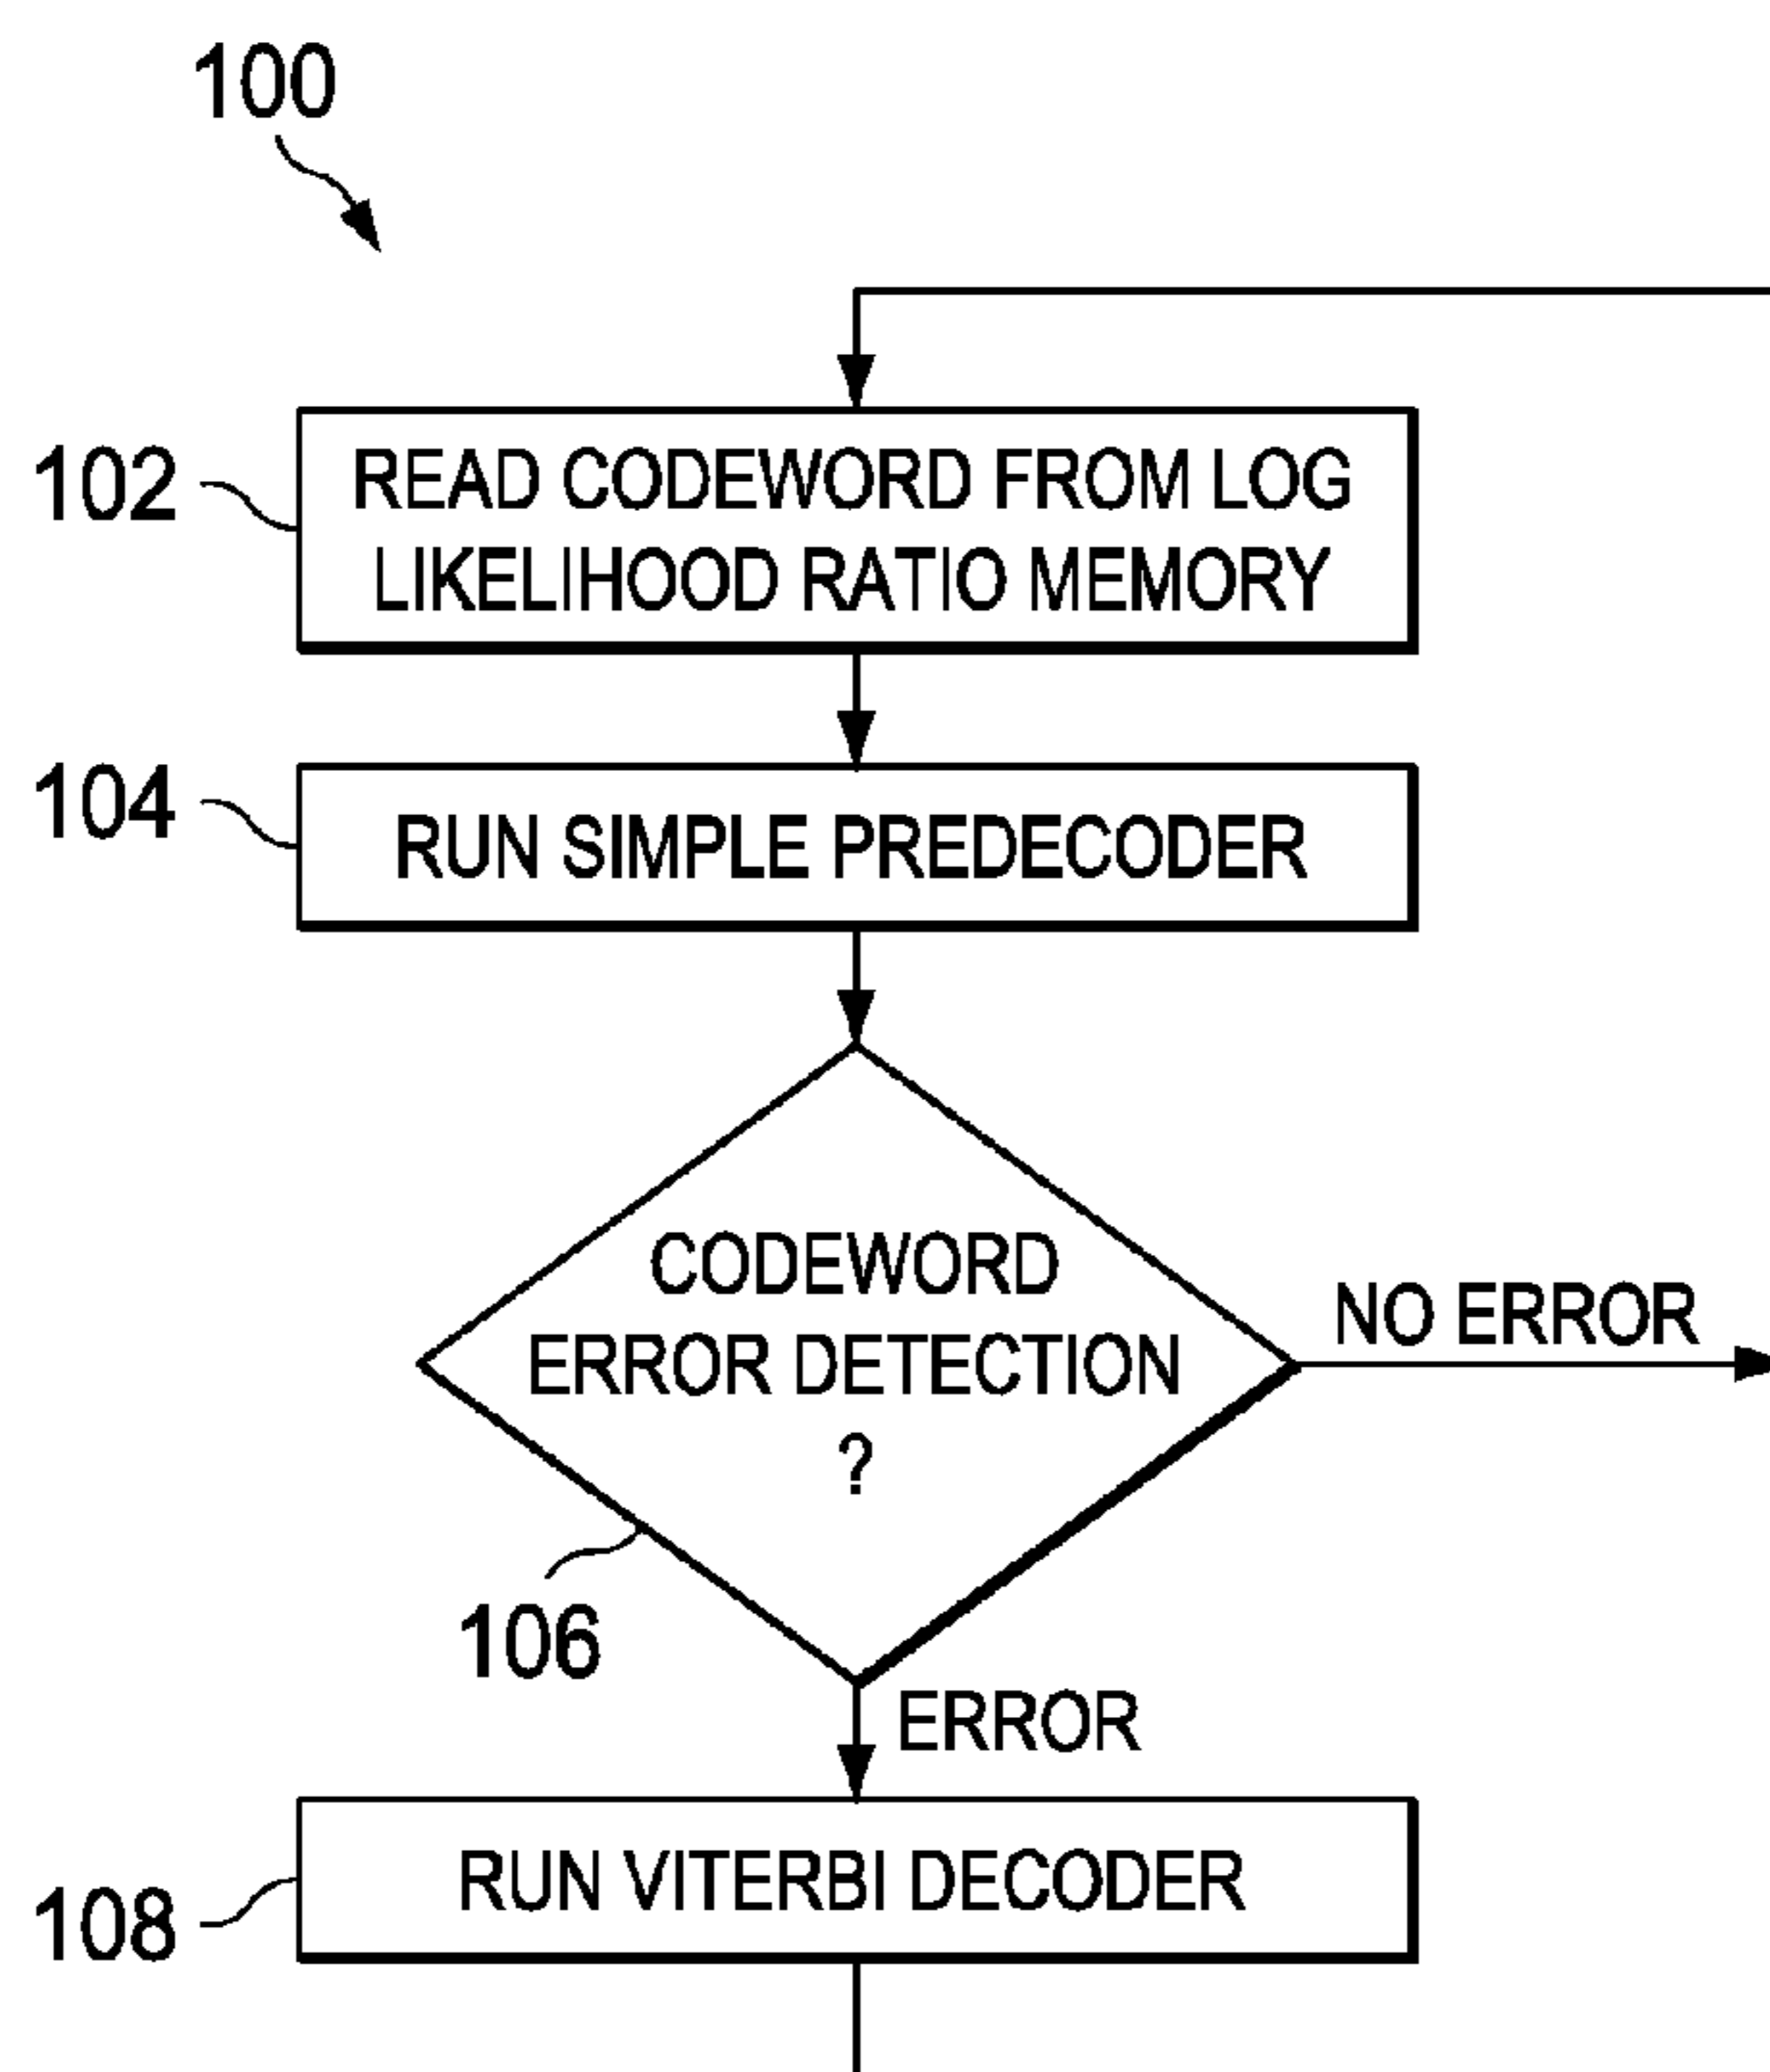 100
102
READ CODEWORD FROM LOG
LIKELIHOOD RATIO MEMORY
104
RUN SIMPLE PREDECODER
CODEWORD
ERROR DETECTION
?
NO ERROR
106
ERROR
RUN VITERBI DECODER
108